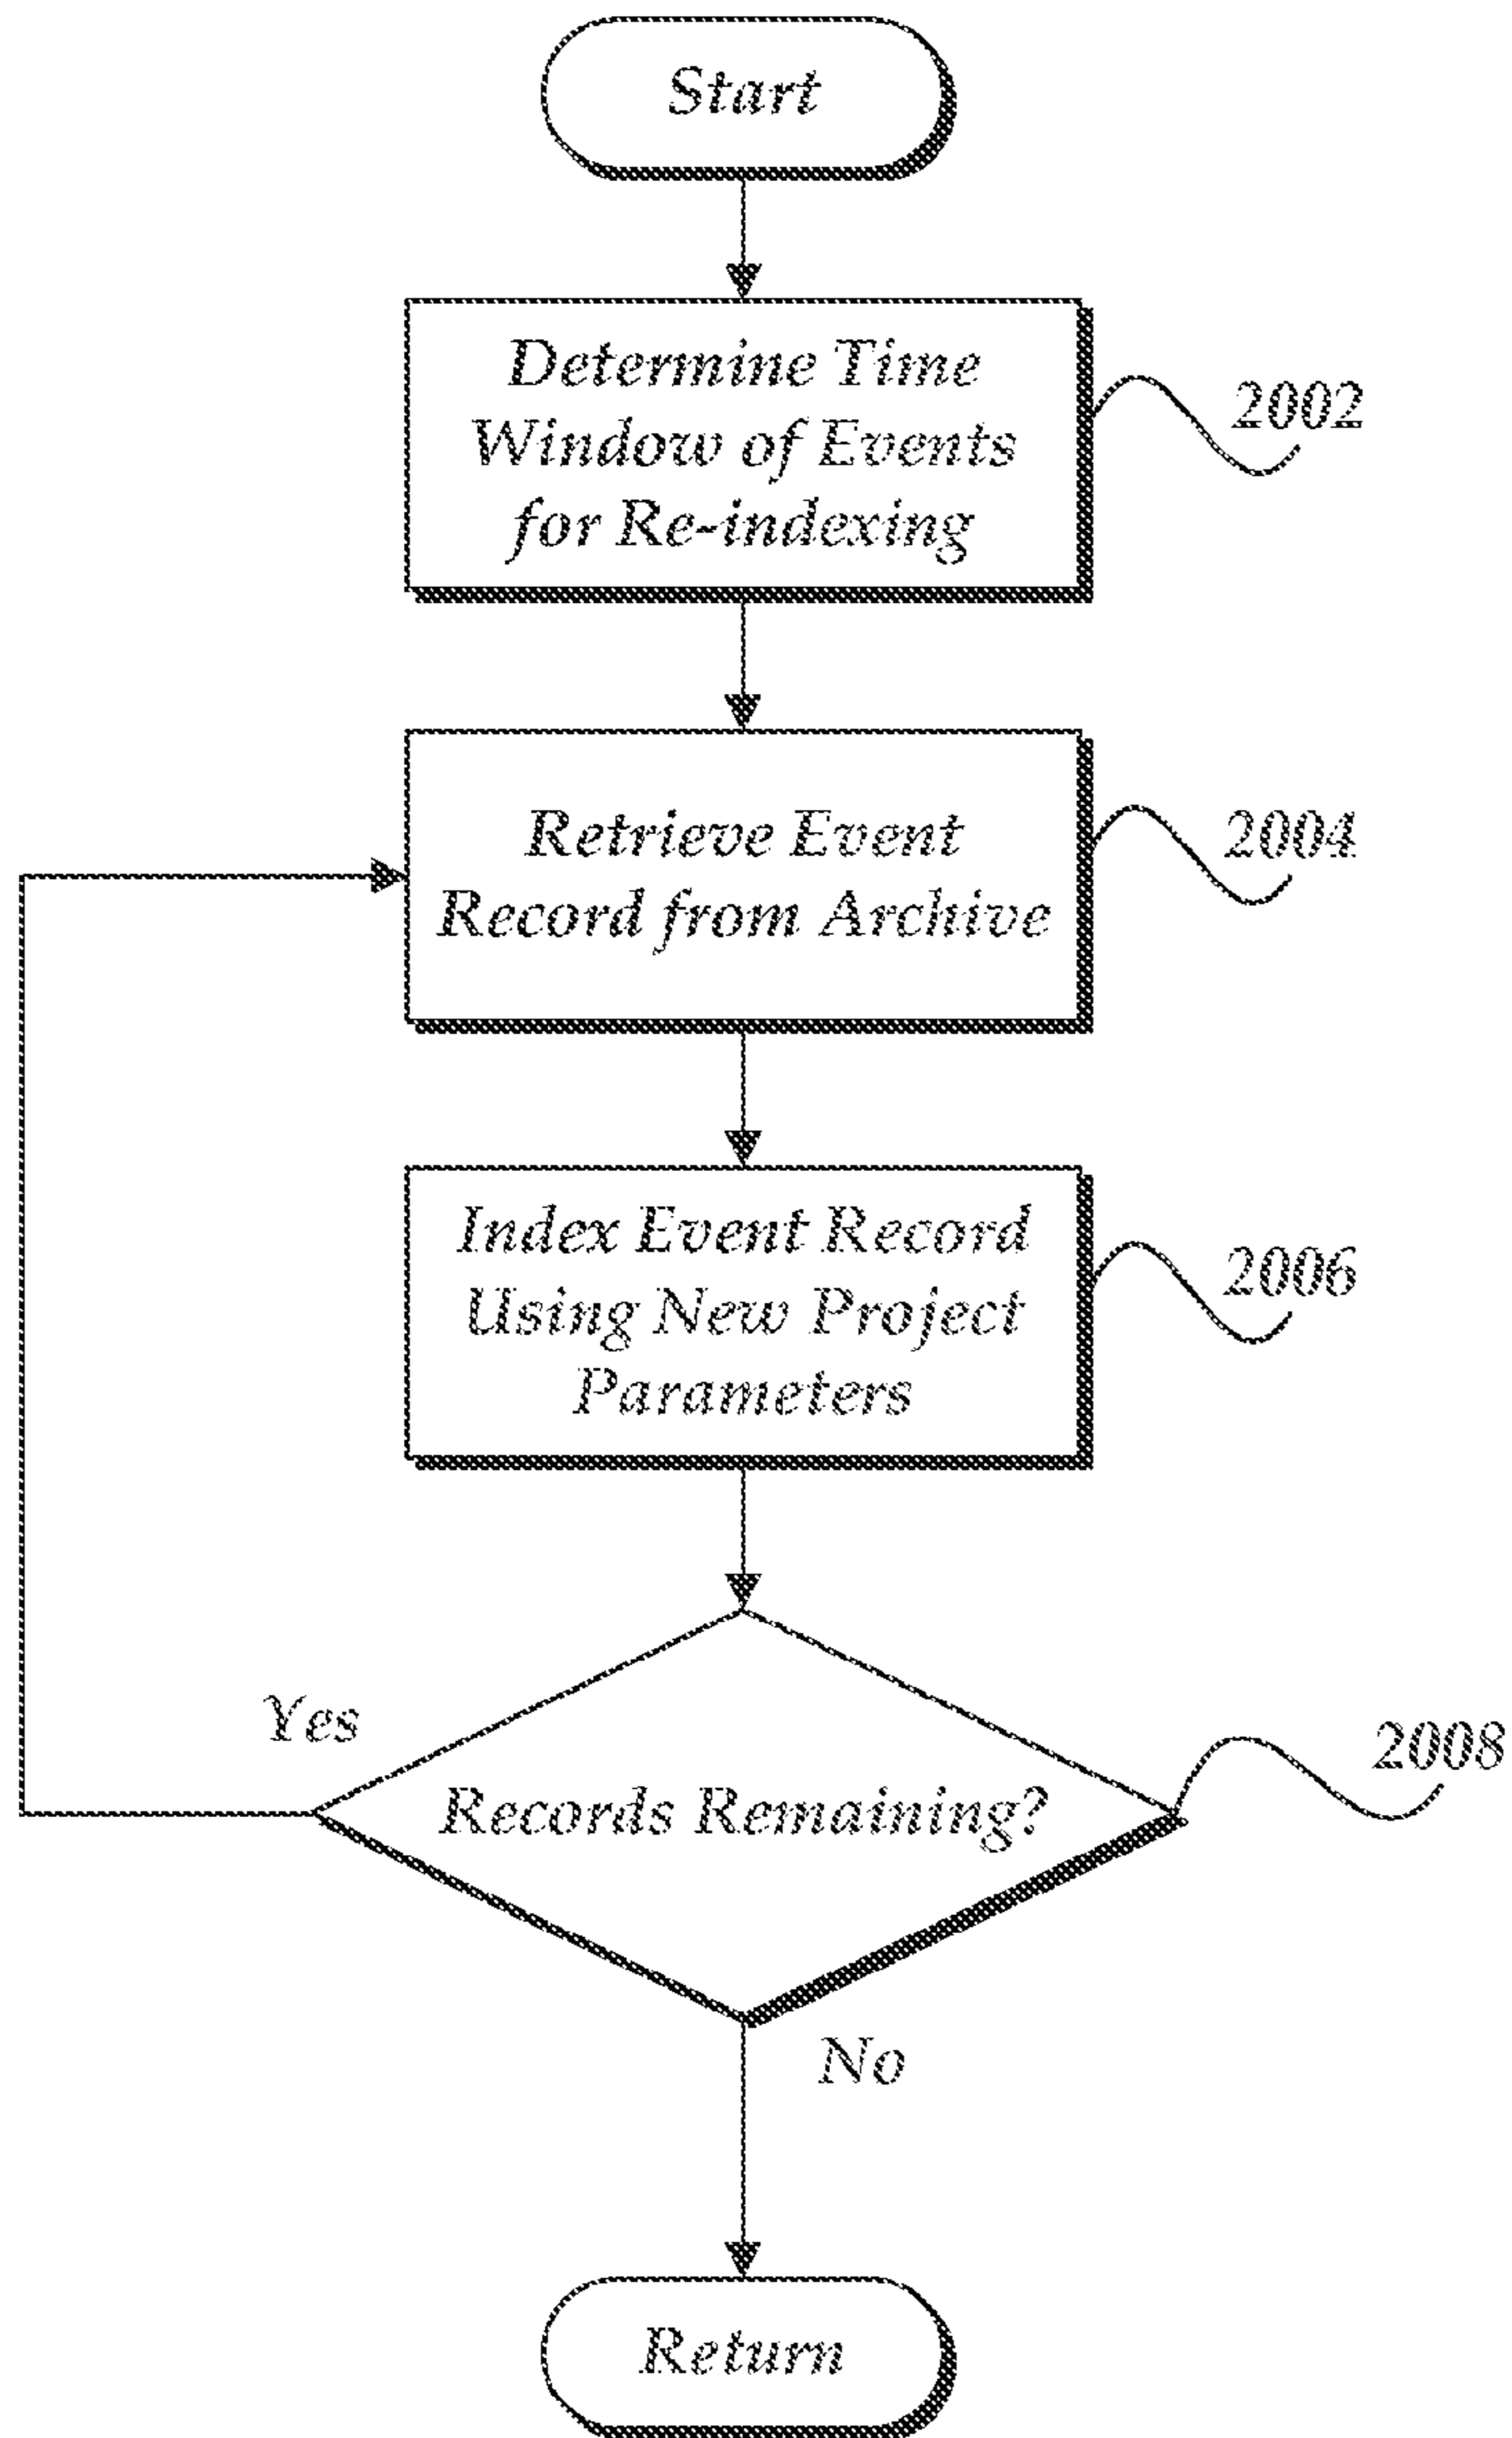 Start
Determine Time
Window of Events
for Re-indexing
2002
Retrieve Event
Record from Archive
2004
Index Event Record
Using New Project
Parameters
2006
Yes
Records Remaining?
2008
No
Return